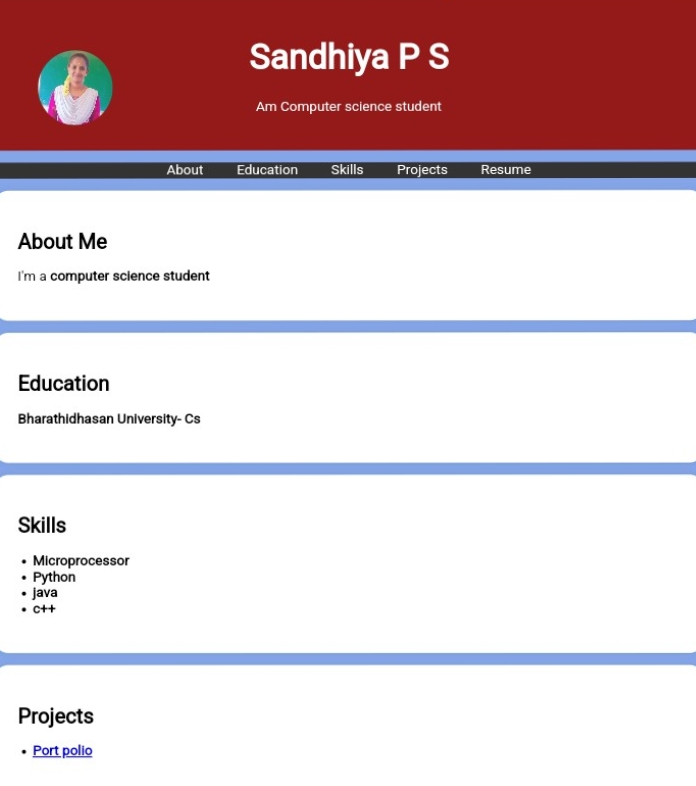 Sandhiya P S
Am Computer science student
About Education Skills Projects Resume
About Me
I'm a computer science student
Education
Bharathidhasan University- Cs
Skills
• Microprocessor
• Python
• java
• c++
Projects
• Port polio